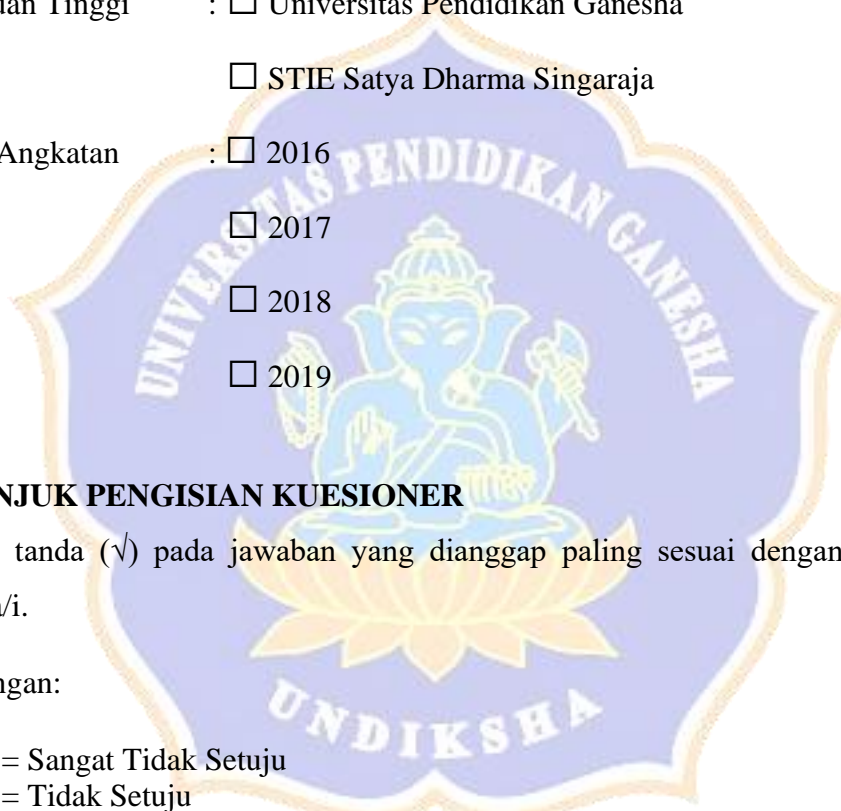 dan Tinggi : ☐ Universitas Pendidikan Ganesha
☐ STIE Satya Dharma Singaraja
Angkatan : ☐ 2016
☐ 2017
☐ 2018
☐ 2019
UNIVERSITAS PENDIDIKAN GANESHA
NJUK PENGISIAN KUESIONER
tanda (√) pada jawaban yang dianggap paling sesuai dengan
/i.
ngan:
UNDIKSHA
= Sangat Tidak Setuju
= Tidak Setuju